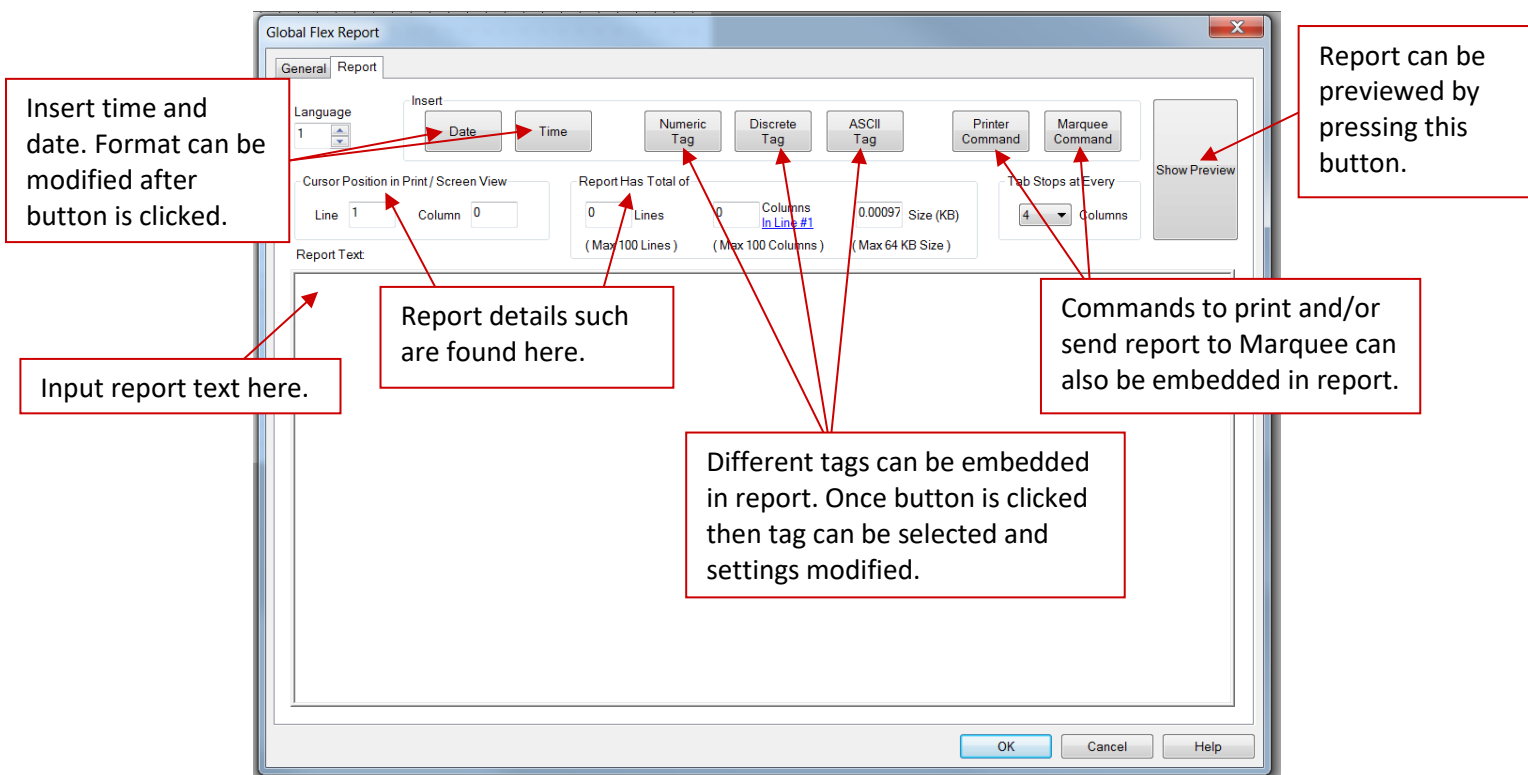 Global Flex Report
General Report
Language
1
Insert
Date
Time
Numeric
Tag
Discrete
Tag
ASCII
Tag
Printer
Command
Marquee
Command
Show Preview
Cursor Position in Print / Screen View
Line 1 Column 0
Report Has Total of
0 Lines
( Max 100 Lines )
0 Columns
In Line #1
( Max 100 Columns )
0.00097 Size (KB)
( Max 64 KB Size )
Tab Stops at Every
4 Columns
Report Text:
Insert time and
date. Format can be
modified after
button is clicked.
Report can be
previewed by
pressing this
button.
Report details such
are found here.
Input report text here.
Commands to print and/or
send report to Marquee can
also be embedded in report.
Different tags can be embedded
in report. Once button is clicked
then tag can be selected and
settings modified.
OK
Cancel
Help